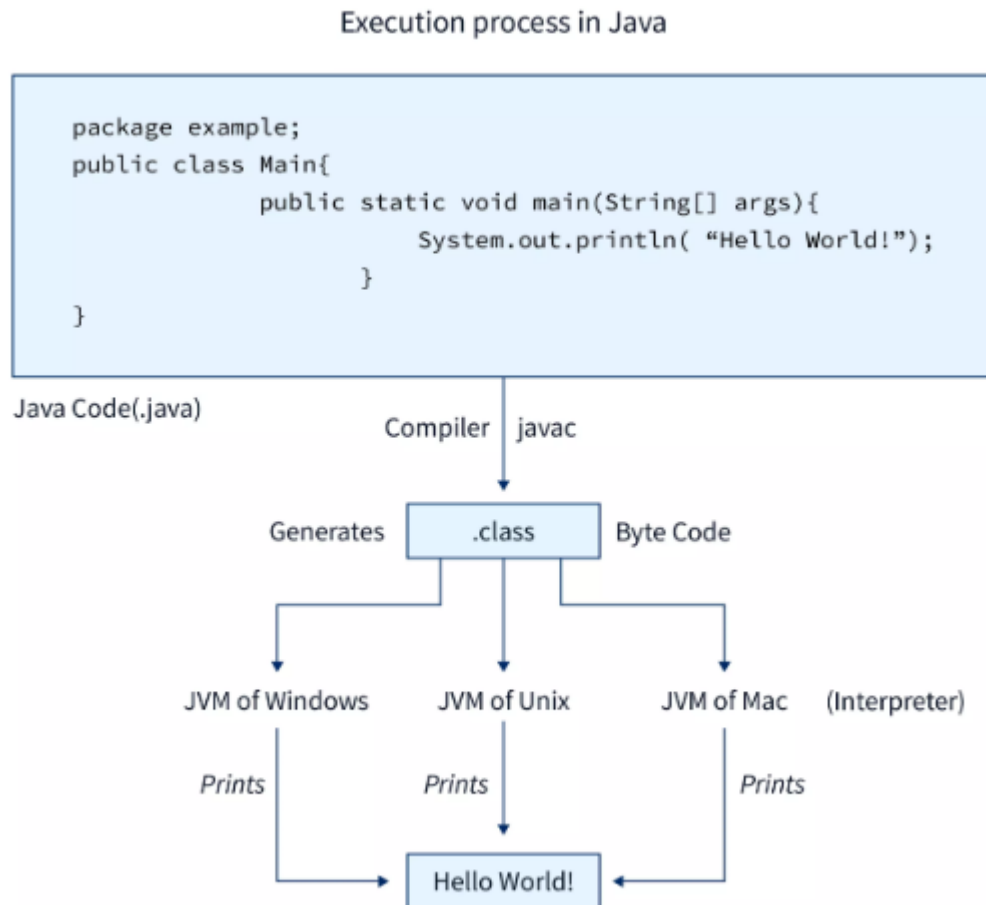 Execution process in Java
package example;
public class Main{
public static void main(String[] args){
System.out.println( “Hello World!”);
}
}
Java Code(.java)
Compiler javac
Generates .class Byte Code
JVM of Windows JVM of Unix JVM of Mac (Interpreter)
Prints Prints Prints
Hello World!